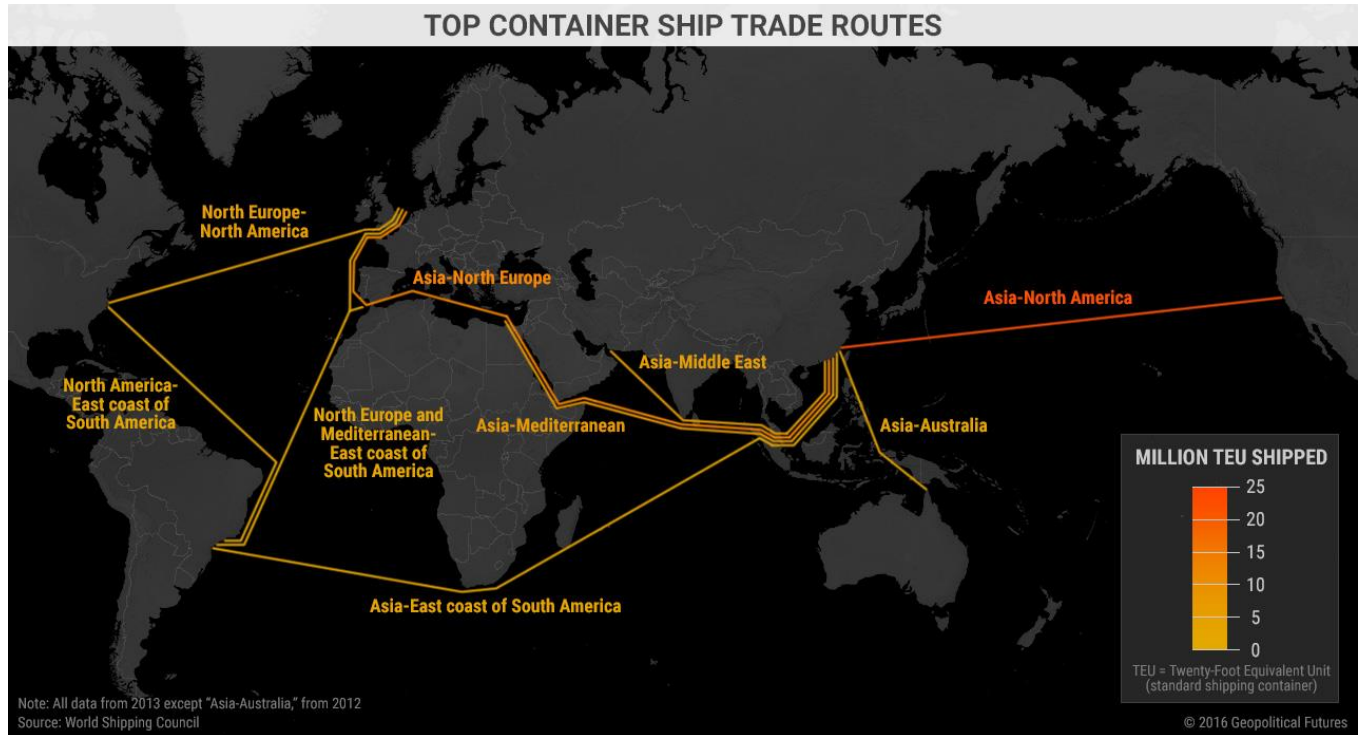 TOP CONTAINER SHIP TRADE ROUTES
North Europe-
North America
Asia-North Europe
Asia-North America
Asia-Middle East
North America-
East coast of
South America
North Europe and
Mediterranean-
East coast of
South America
Asia-Mediterranean
Asia-Australia
Asia-East coast of South America
MILLION TEU SHIPPED
25
20
15
10
5
0
TEU = Twenty-Foot Equivalent Unit
(standard shipping container)
Note: All data from 2013 except “Asia-Australia,” from 2012
Source: World Shipping Council
© 2016 Geopolitical Futures